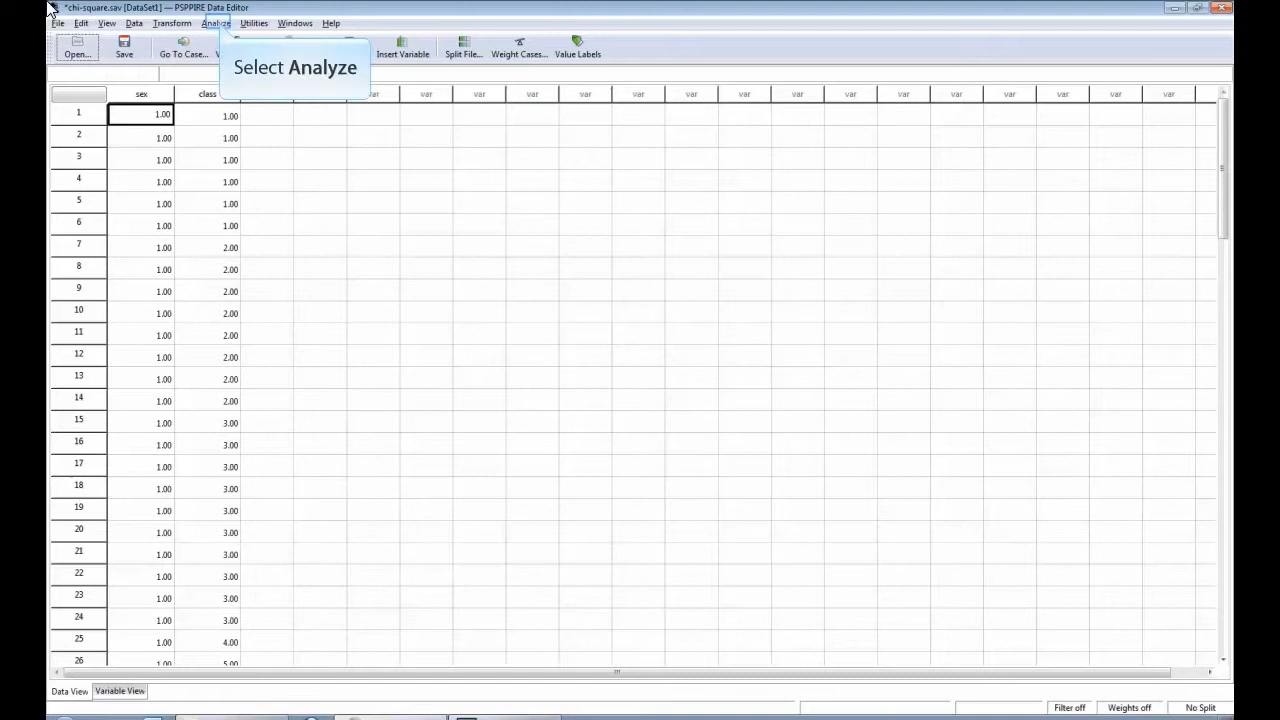 *chi-square.sav [DataSet1] — PSPPIRE Data Editor
File Edit View Data Transform Analyze Utilities Windows Help
Open... Save Go To Case... Insert Variable Split File... Weight Cases... Value Labels
Select Analyze
sex class var var var var var var var var var var var var var var var var
1 1.00 1.00
2 1.00 1.00
3 1.00 1.00
4 1.00 1.00
5 1.00 1.00
6 1.00 1.00
7 1.00 2.00
8 1.00 2.00
9 1.00 2.00
10 1.00 2.00
11 1.00 2.00
12 1.00 2.00
13 1.00 2.00
14 1.00 2.00
15 1.00 3.00
16 1.00 3.00
17 1.00 3.00
18 1.00 3.00
19 1.00 3.00
20 1.00 3.00
21 1.00 3.00
22 1.00 3.00
23 1.00 3.00
24 1.00 3.00
25 1.00 4.00
26 1.00 5.00
Data View Variable View
Filter off Weights off No Split